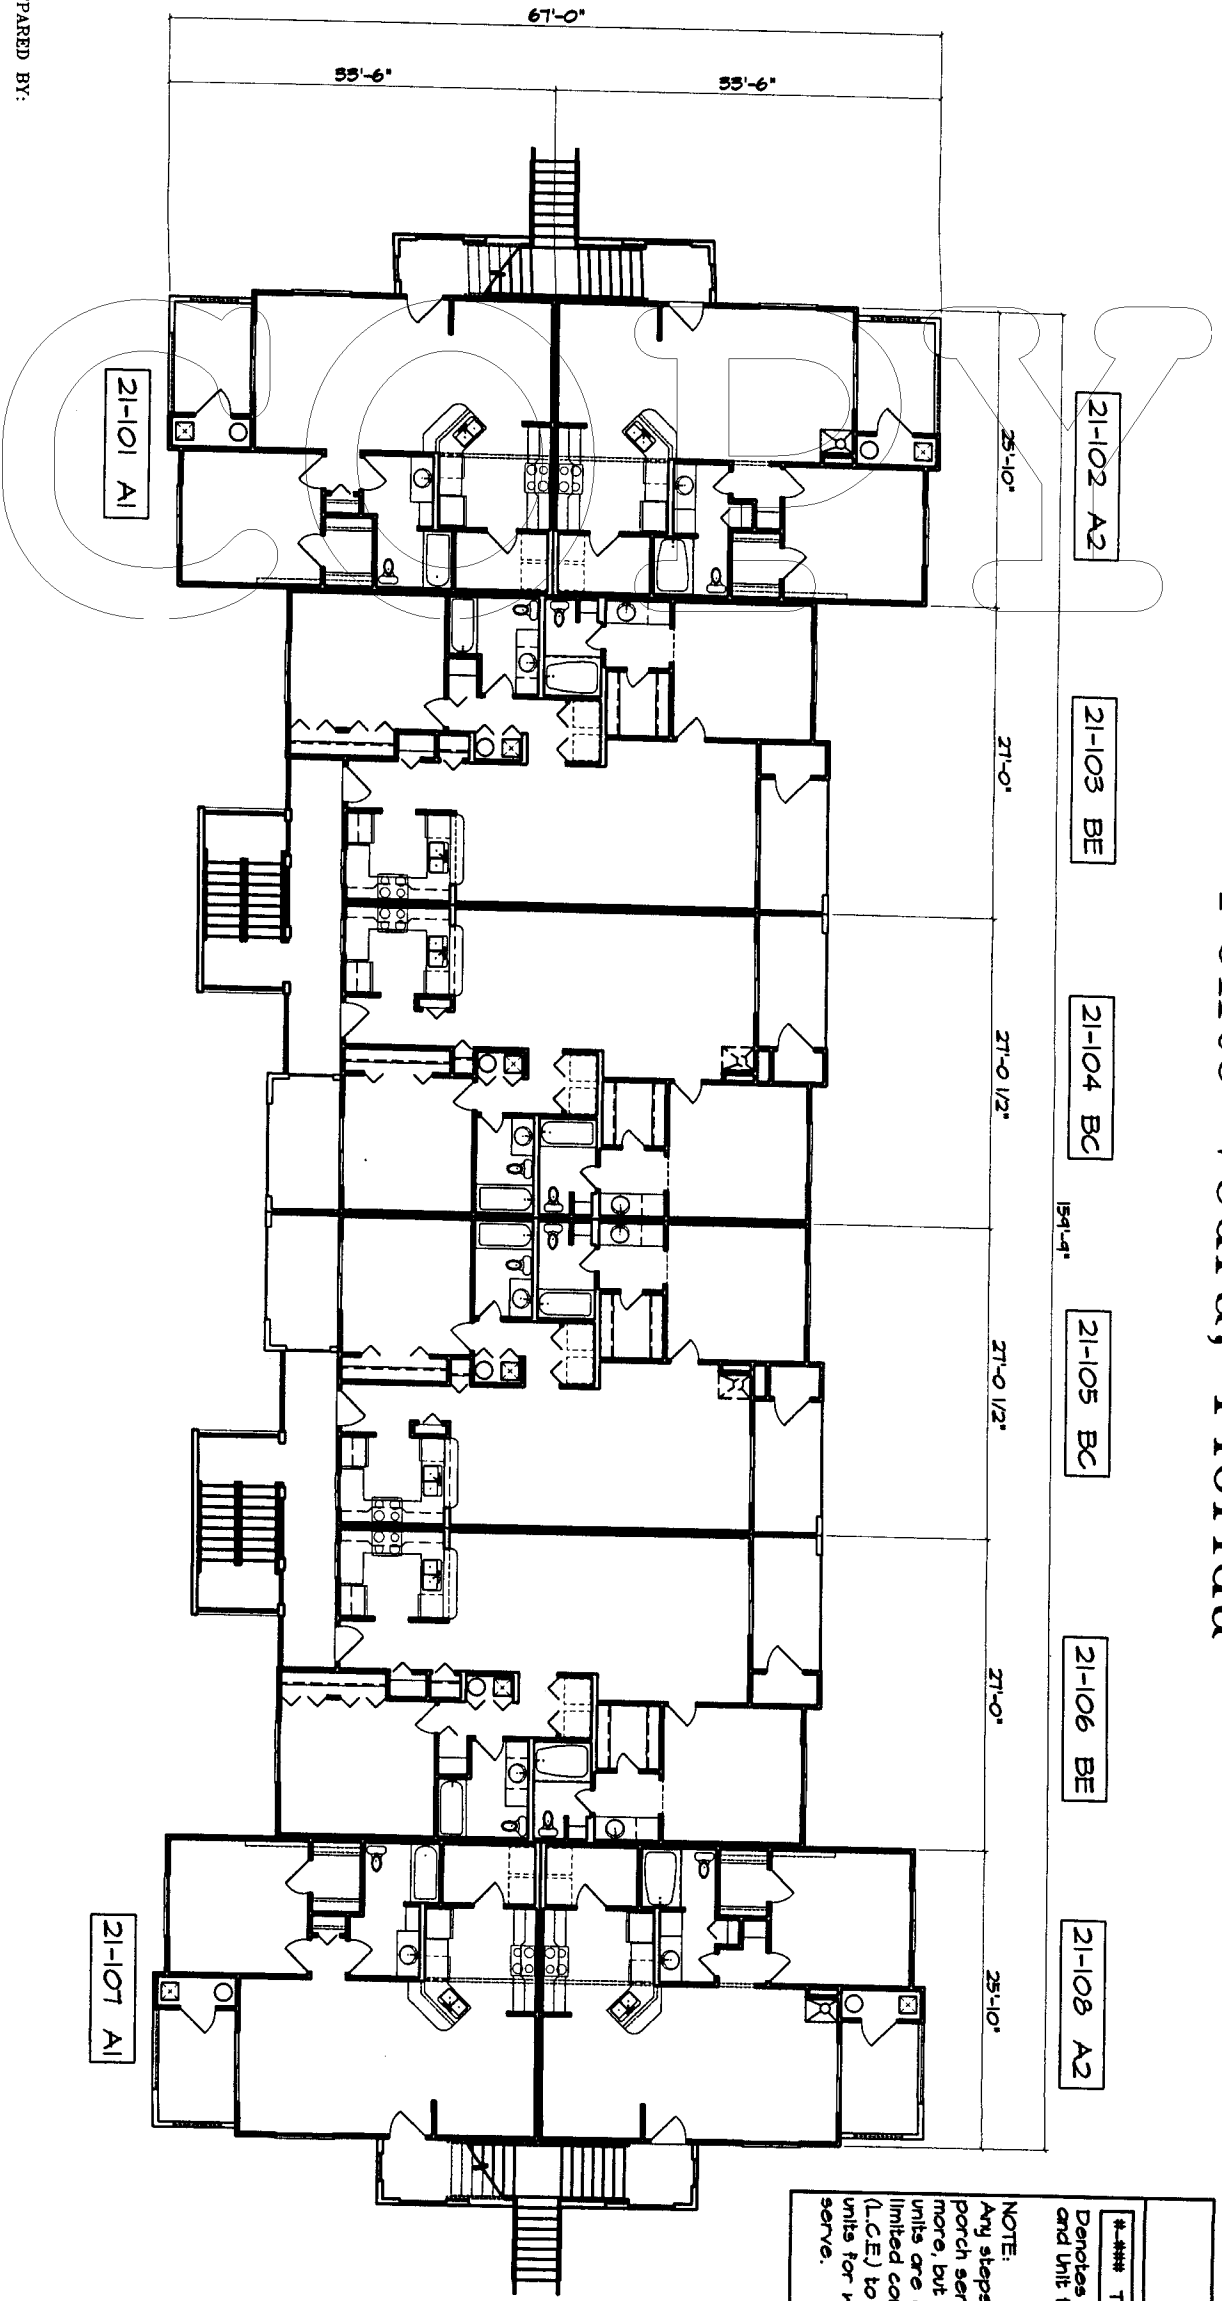 67'-0"
33'-6"
33'-6"
PARED BY:
COPY
21-101 A1
21-102 A2
25'-10"
21-103 BE
27'-0"
21-104 BC
27'-0 1/2"
159'-9"
21-105 BC
27'-0 1/2"
21-106 BE
27'-0"
21-107 A1
21-108 A2
25'-10"
#-### T
Denotes
and Unit
NOTE:
Any steps
porch ser
more, but
units are
limited co
(L.C.E.) to
units for
serve.